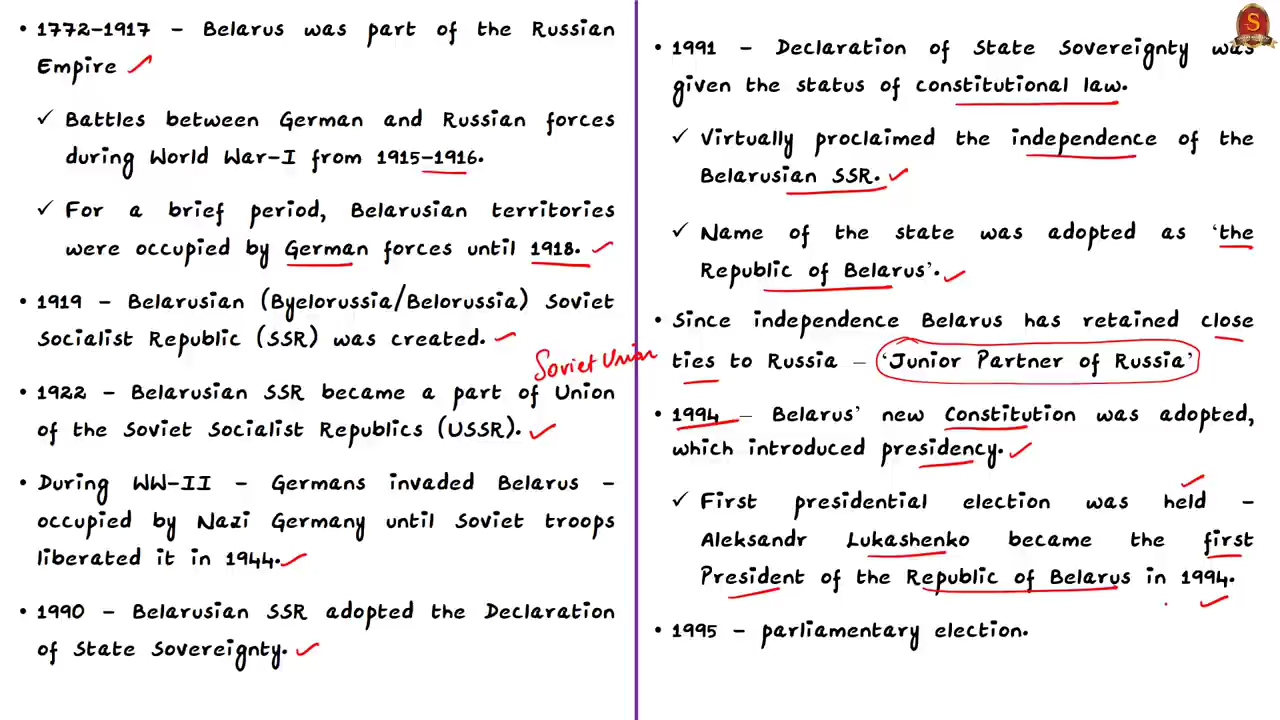 • 1772-1917 - Belarus was part of the Russian
Empire
✓ Battles between German and Russian forces
during World War-I from 1915-1916.
✓ For a brief period, Belarusian territories
were occupied by German forces until 1918.
• 1919 - Belarusian (Byelorussia/Belorussia) Soviet
Socialist Republic (SSR) was created.
Soviet Union
• 1922 - Belarusian SSR became a part of Union
of the Soviet Socialist Republics (USSR).
• During WW-II - Germans invaded Belarus -
occupied by Nazi Germany until Soviet troops
liberated it in 1944.
• 1990 - Belarusian SSR adopted the Declaration
of State Sovereignty.
• 1991 - Declaration of State Sovereignty was
given the status of constitutional law.
✓ Virtually proclaimed the independence of the
Belarusian SSR.
✓ Name of the state was adopted as 'the
Republic of Belarus'.
• Since independence Belarus has retained close
ties to Russia - 'Junior Partner of Russia'
• 1994 - Belarus' new Constitution was adopted,
which introduced presidency.
✓ First presidential election was held -
Aleksandr Lukashenko became the first
President of the Republic of Belarus in 1994.
• 1995 - parliamentary election.
S